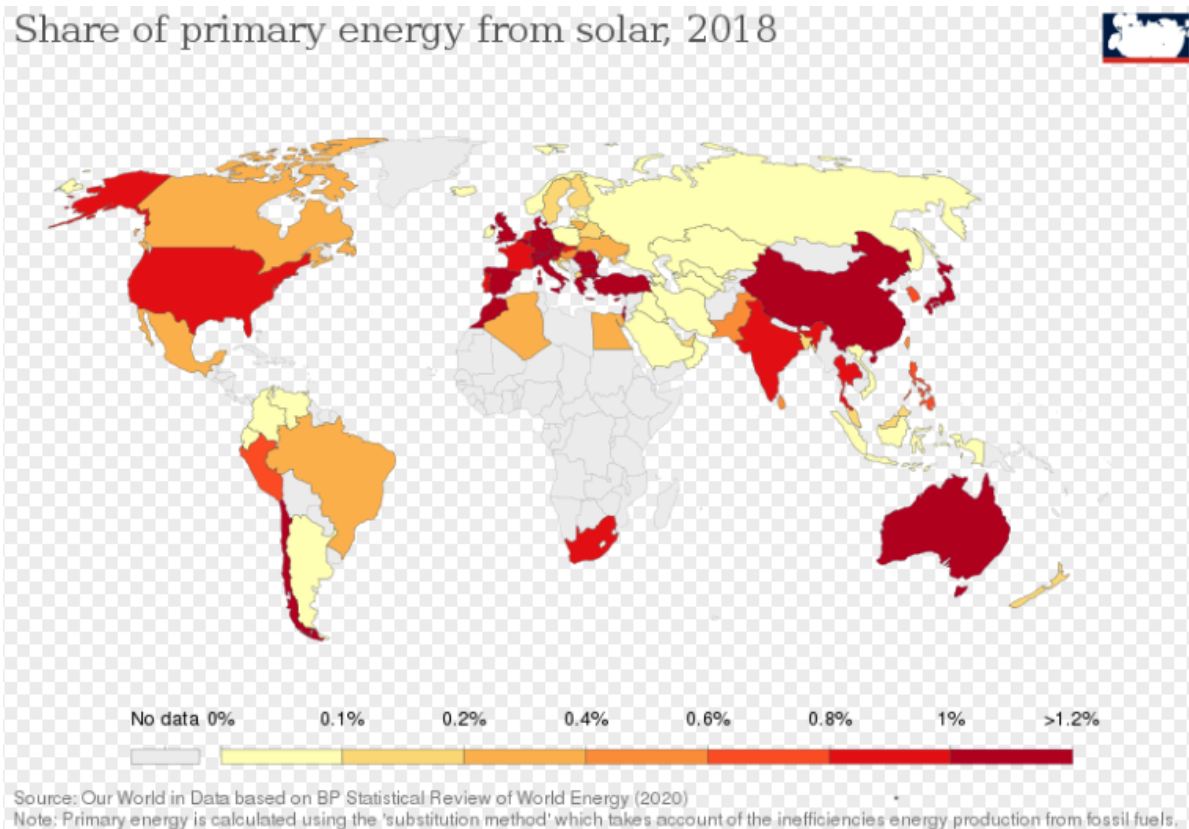 Share of primary energy from solar, 2018
No data 0% 0.1% 0.2% 0.4% 0.6% 0.8% 1% >1.2%
Source: Our World in Data based on BP Statistical Review of World Energy (2020)
Note: Primary energy is calculated using the 'substitution method' which takes account of the inefficiencies energy production from fossil fuels.